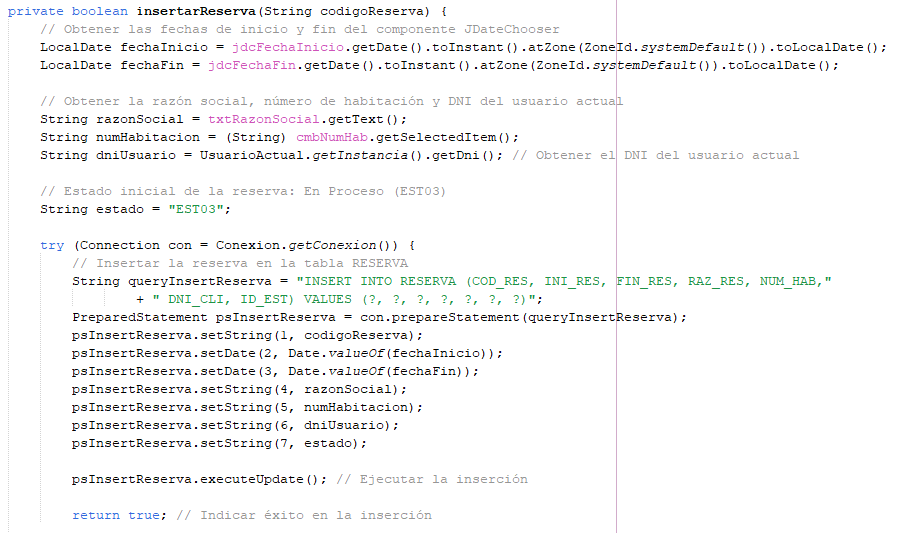 private boolean insertarReserva(String codigoReserva) {
    // Obtener las fechas de inicio y fin del componente JDateChooser
    LocalDate fechaInicio = jdcFechaInicio.getDate().toInstant().atZone(ZoneId.systemDefault()).toLocalDate();
    LocalDate fechaFin = jdcFechaFin.getDate().toInstant().atZone(ZoneId.systemDefault()).toLocalDate();

    // Obtener la razón social, número de habitación y DNI del usuario actual
    String razonSocial = txtRazonSocial.getText();
    String numHabitacion = (String) cmbNumHab.getSelectedItem();
    String dniUsuario = UsuarioActual.getInstancia().getDni(); // Obtener el DNI del usuario actual

    // Estado inicial de la reserva: En Proceso (EST03)
    String estado = "EST03";

    try (Connection con = Conexion.getConexion()) {
        // Insertar la reserva en la tabla RESERVA
        String queryInsertReserva = "INSERT INTO RESERVA (COD_RES, INI_RES, FIN_RES, RAZ_RES, NUM_HAB,"
                + " DNI_CLI, ID_EST) VALUES (?, ?, ?, ?, ?, ?, ?)";
        PreparedStatement psInsertReserva = con.prepareStatement(queryInsertReserva);
        psInsertReserva.setString(1, codigoReserva);
        psInsertReserva.setDate(2, Date.valueOf(fechaInicio));
        psInsertReserva.setDate(3, Date.valueOf(fechaFin));
        psInsertReserva.setString(4, razonSocial);
        psInsertReserva.setString(5, numHabitacion);
        psInsertReserva.setString(6, dniUsuario);
        psInsertReserva.setString(7, estado);

        psInsertReserva.executeUpdate(); // Ejecutar la inserción

        return true; // Indicar éxito en la inserción